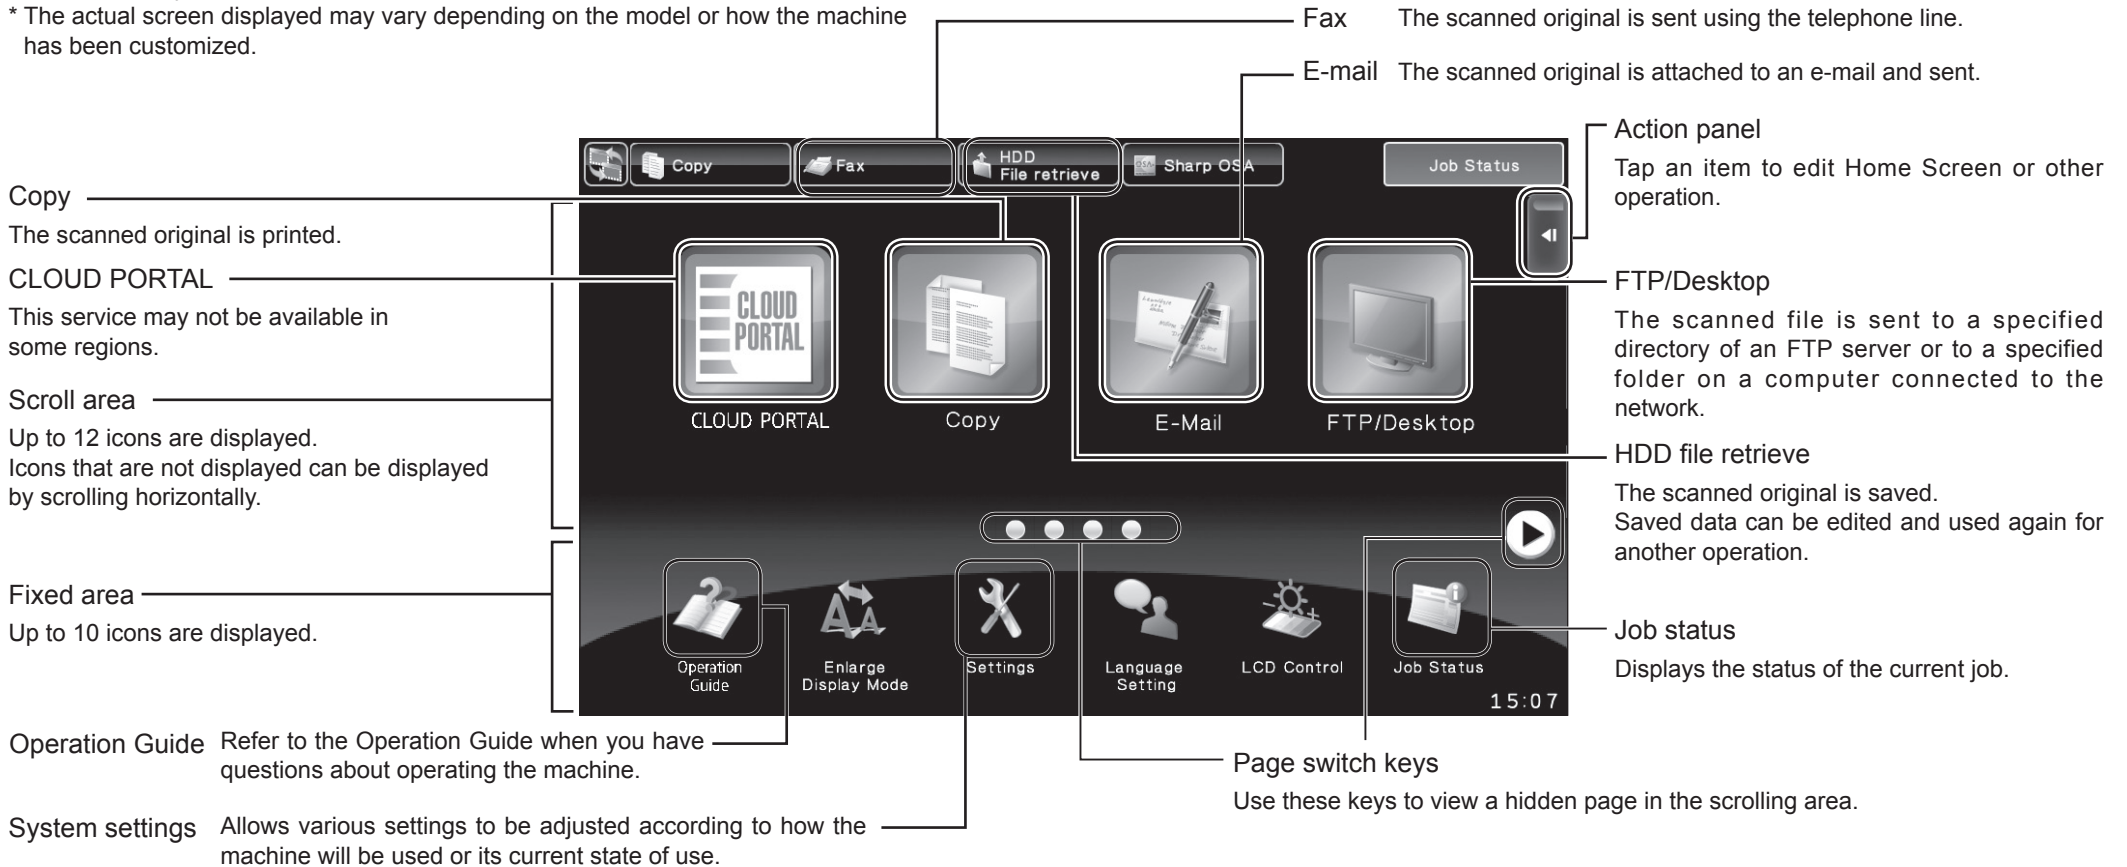 * The actual screen displayed may vary depending on the model or how the machine
has been customized.
Fax The scanned original is sent using the telephone line.
E-mail The scanned original is attached to an e-mail and sent.
Action panel
Tap an item to edit Home Screen or other
operation.
Copy
The scanned original is printed.
CLOUD PORTAL
This service may not be available in
some regions.
Scroll area
Up to 12 icons are displayed.
Icons that are not displayed can be displayed
by scrolling horizontally.
Fixed area
Up to 10 icons are displayed.
Copy
Fax
HDD
File retrieve
Sharp OSA
Job Status
CLOUD
PORTAL
CLOUD PORTAL
Copy
E-Mail
FTP/Desktop
Operation
Guide
Enlarge
Display Mode
Settings
Language
Setting
LCD Control
Job Status
15:07
FTP/Desktop
The scanned file is sent to a specified
directory of an FTP server or to a specified
folder on a computer connected to the
network.
HDD file retrieve
The scanned original is saved.
Saved data can be edited and used again for
another operation.
Job status
Displays the status of the current job.
Operation Guide Refer to the Operation Guide when you have
questions about operating the machine.
Page switch keys
Use these keys to view a hidden page in the scrolling area.
System settings Allows various settings to be adjusted according to how the
machine will be used or its current state of use.